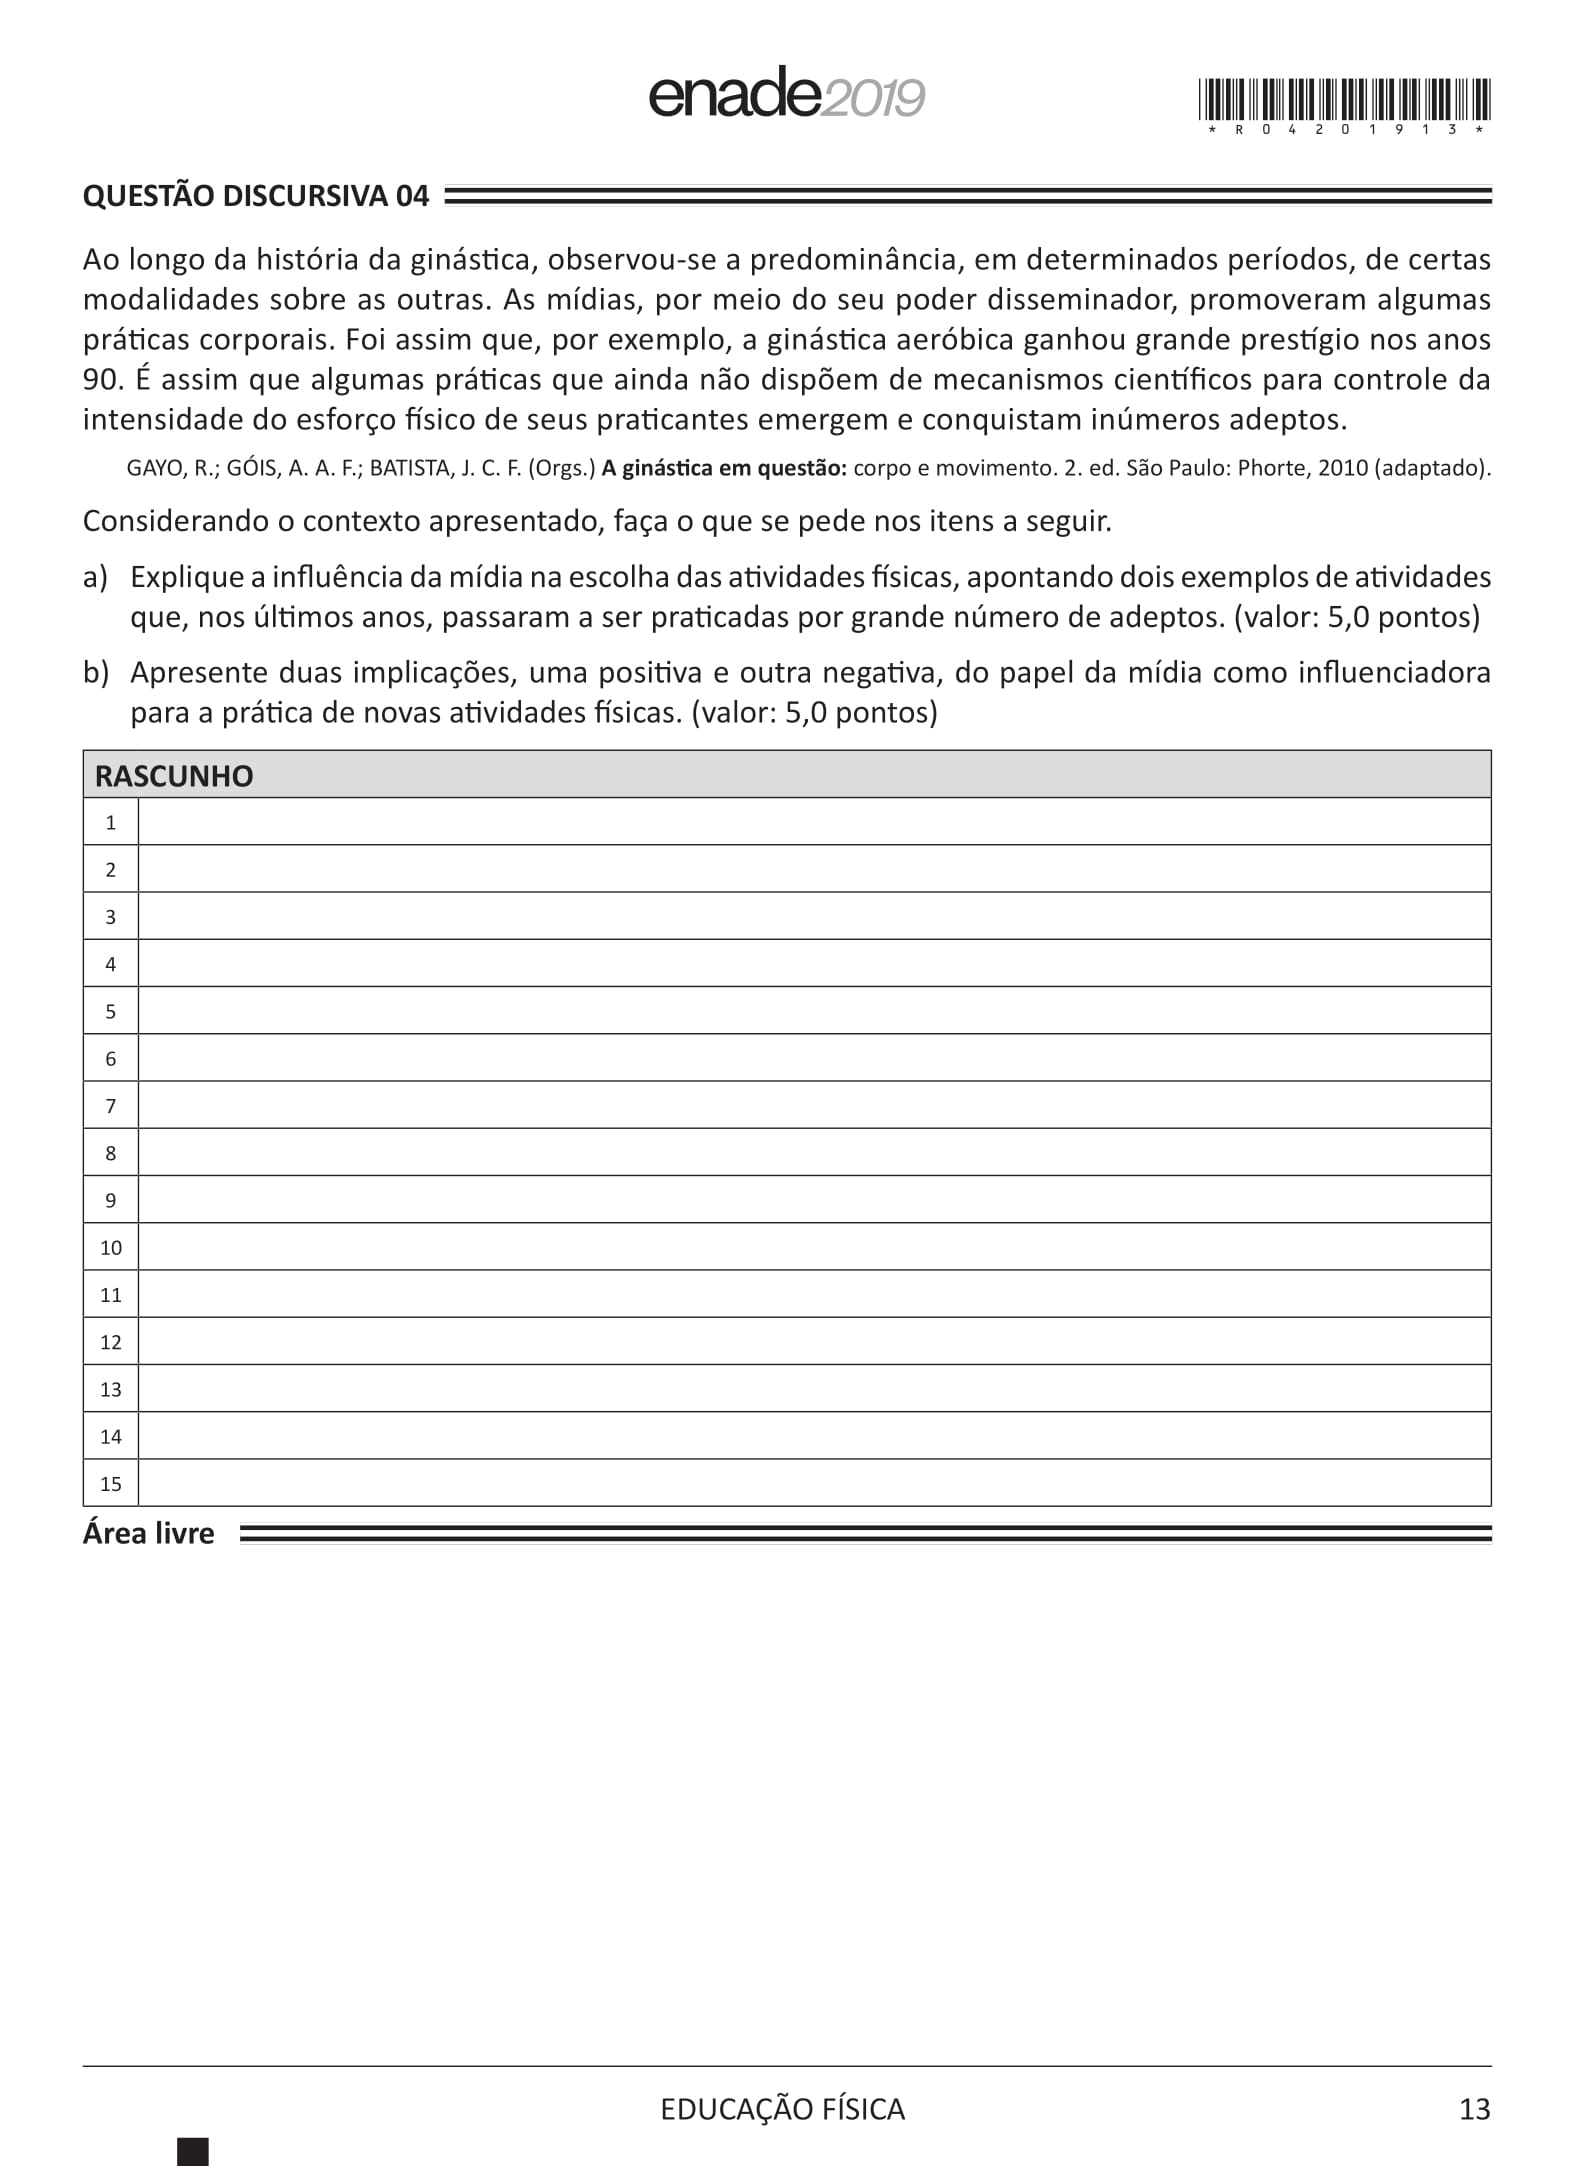 enade2019
* R 0 4 2 0 1 9 1 3 *
QUESTÃO DISCURSIVA 04
Ao longo da história da ginástica, observou-se a predominância, em determinados períodos, de certas
modalidades sobre as outras. As mídias, por meio do seu poder disseminador, promoveram algumas
práticas corporais. Foi assim que, por exemplo, a ginástica aeróbica ganhou grande prestígio nos anos
90. É assim que algumas práticas que ainda não dispõem de mecanismos científicos para controle da
intensidade do esforço físico de seus praticantes emergem e conquistam inúmeros adeptos.
GAYO, R.; GÓIS, A. A. F.; BATISTA, J. C. F. (Orgs.) A ginástica em questão: corpo e movimento. 2. ed. São Paulo: Phorte, 2010 (adaptado).
Considerando o contexto apresentado, faça o que se pede nos itens a seguir.
a) Explique a influência da mídia na escolha das atividades físicas, apontando dois exemplos de atividades
que, nos últimos anos, passaram a ser praticadas por grande número de adeptos. (valor: 5,0 pontos)
b) Apresente duas implicações, uma positiva e outra negativa, do papel da mídia como influenciadora
para a prática de novas atividades físicas. (valor: 5,0 pontos)
RASCUNHO
1
2
3
4
5
6
7
8
9
10
11
12
13
14
15
Área livre
EDUCAÇÃO FÍSICA
13